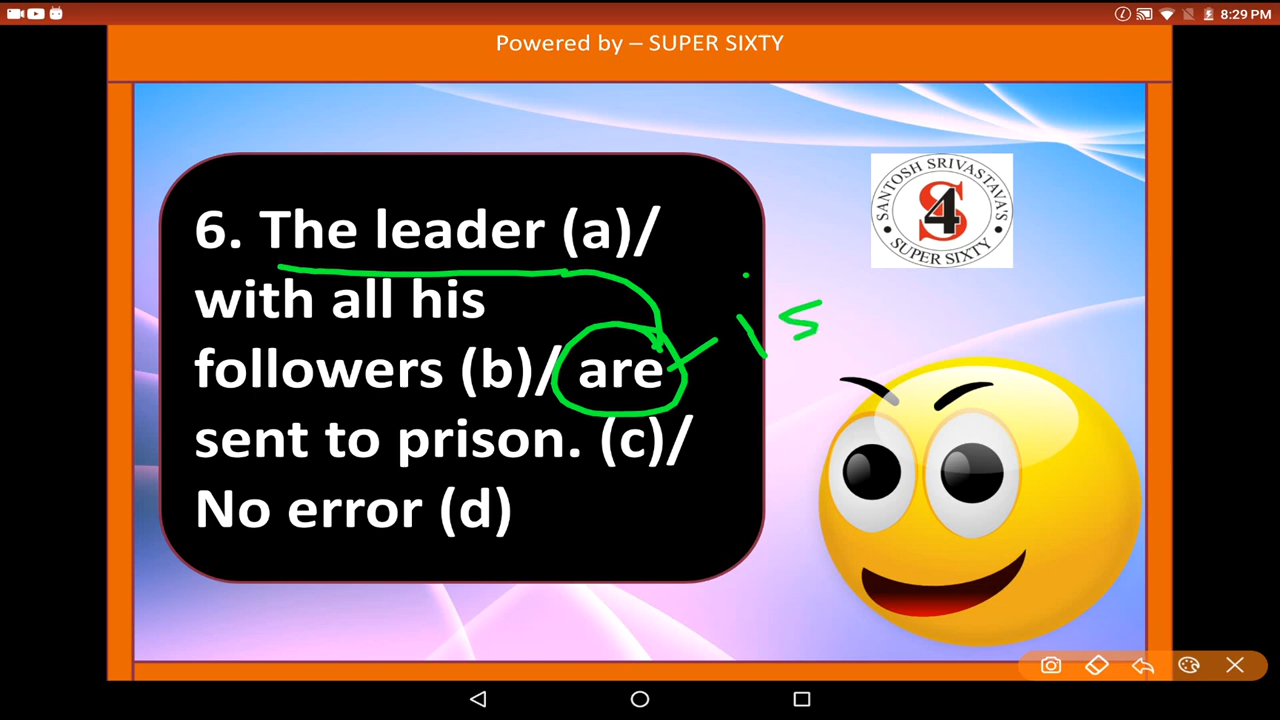 8:29 PM
Powered by – SUPER SIXTY
6. The leader (a)/
with all his
followers (b)/ are
sent to prison. (c)/
No error (d)
is
SANTOSH SRIVASTAVA'S
S4
SUPER SIXTY